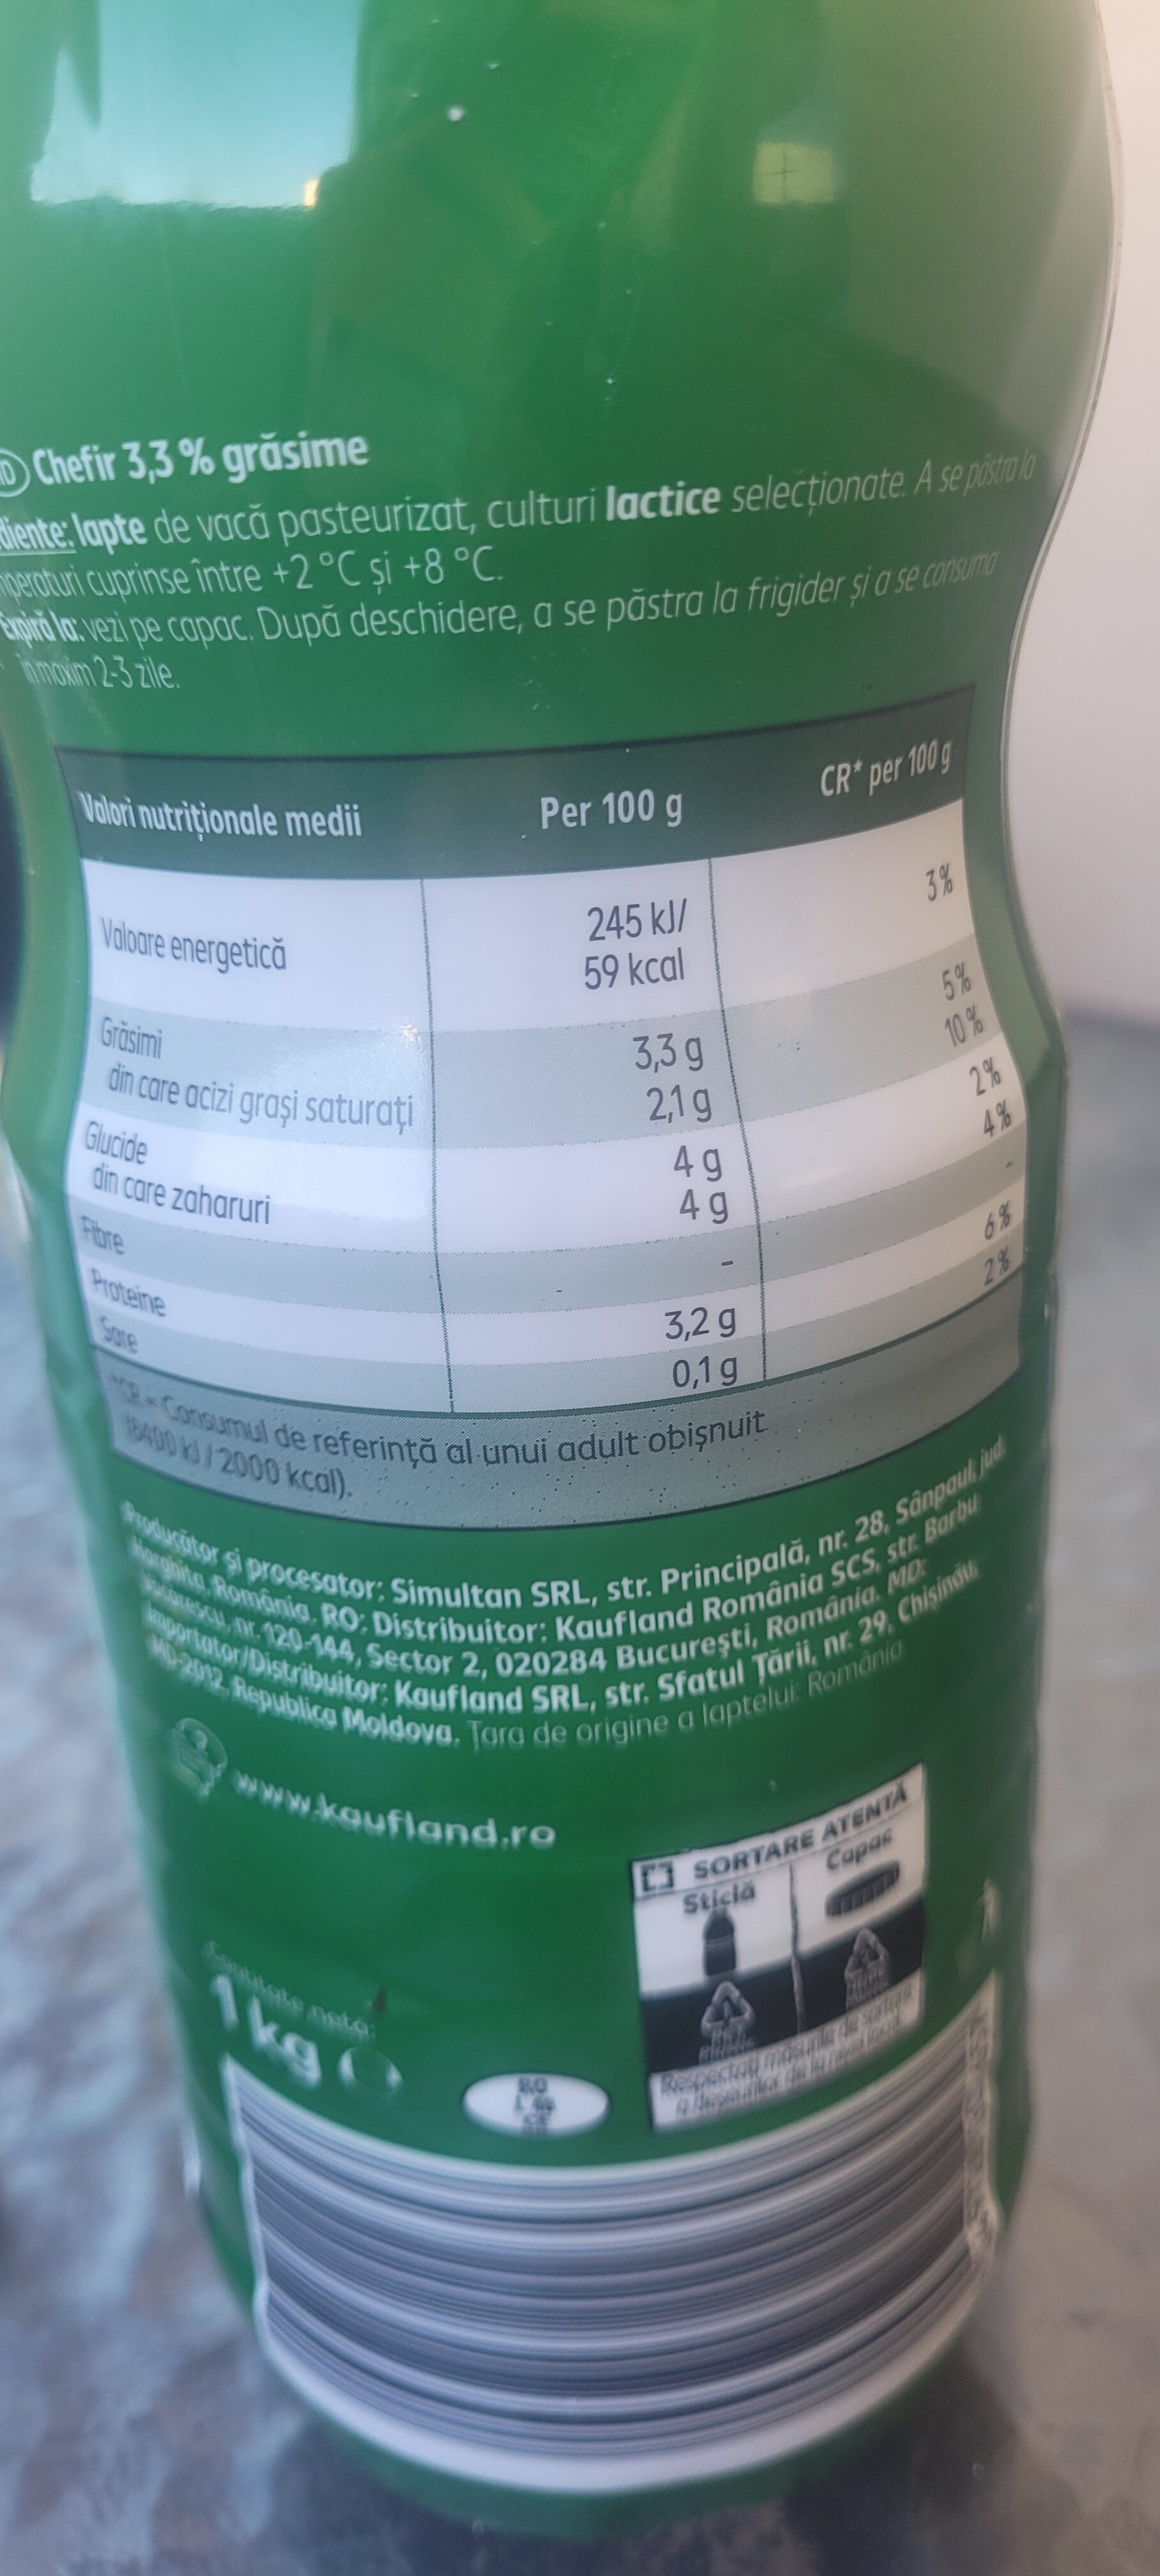 Chefir 3,3 % grăsime
lapte de vacă pasteurizat, culturi lactice selecționate. A se păstra la
cuprinse între +2 °C și +8 °C.
Expiră la: vezi pe capac. După deschidere, a se păstra la frigider și a se consuma
în maxim 2-3 zile.
Valori nutriționale medii Per 100 g CR* per 100 g
Valoare energetică 245 kJ/ 59 kcal 3%
Grăsimi 3,3 g 5%
din care acizi grași saturați 2,1 g 10%
Glucide 4 g 2%
din care zaharuri 4 g 4%
Fibre - -
Proteine 3,2 g 6%
Sare 0,1 g 2%
*CR = Consumul de referință al unui adult obișnuit
(8400 kJ / 2000 kcal).
Producător și procesator: Simultan SRL, str. Principală, nr. 28, Sânpaul, jud.
Harghita, România. RO: Distribuitor: Kaufland România SCS, str. Barbu
Văcărescu, nr. 120-144, Sector 2, 020284 București, România. MD:
Importator/Distribuitor: Kaufland SRL, str. Sfatul Țării, nr. 29, Chișinău,
MD-2012, Republica Moldova. Țara de origine a laptelui: România
www.kaufland.ro
SORTARE ATENTĂ
Sticlă Capac
Cantitate netă:
1 kg
RO